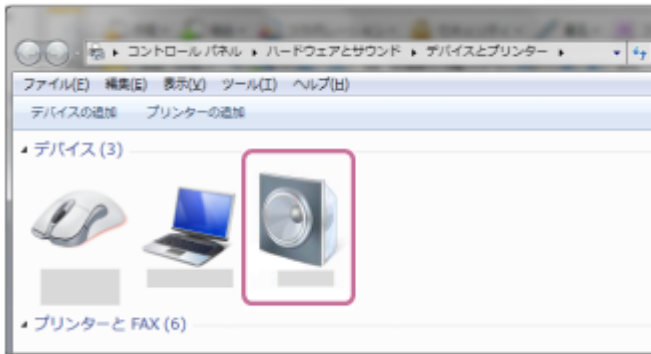 ▸ コントロール パネル ▸ ハードウェアとサウンド ▸ デバイスとプリンター ▸
ファイル(F) 編集(E) 表示(V) ツール(T) ヘルプ(H)
デバイスの追加 プリンターの追加
デバイス (3)
プリンターと FAX (6)